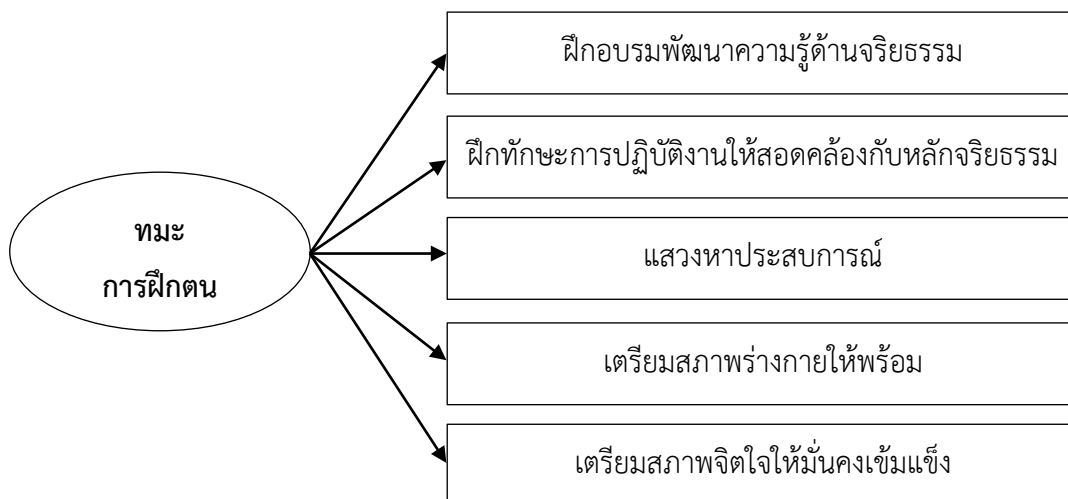 ทมะ
การฝึกตน
ฝึกอบรมพัฒนาความรู้ด้านจริยธรรม
ฝึกทักษะการปฏิบัติงานให้สอดคล้องกับหลักจริยธรรม
แสวงหาประสบการณ์
เตรียมสภาพร่างกายให้พร้อม
เตรียมสภาพจิตใจให้มั่นคงเข้มแข็ง